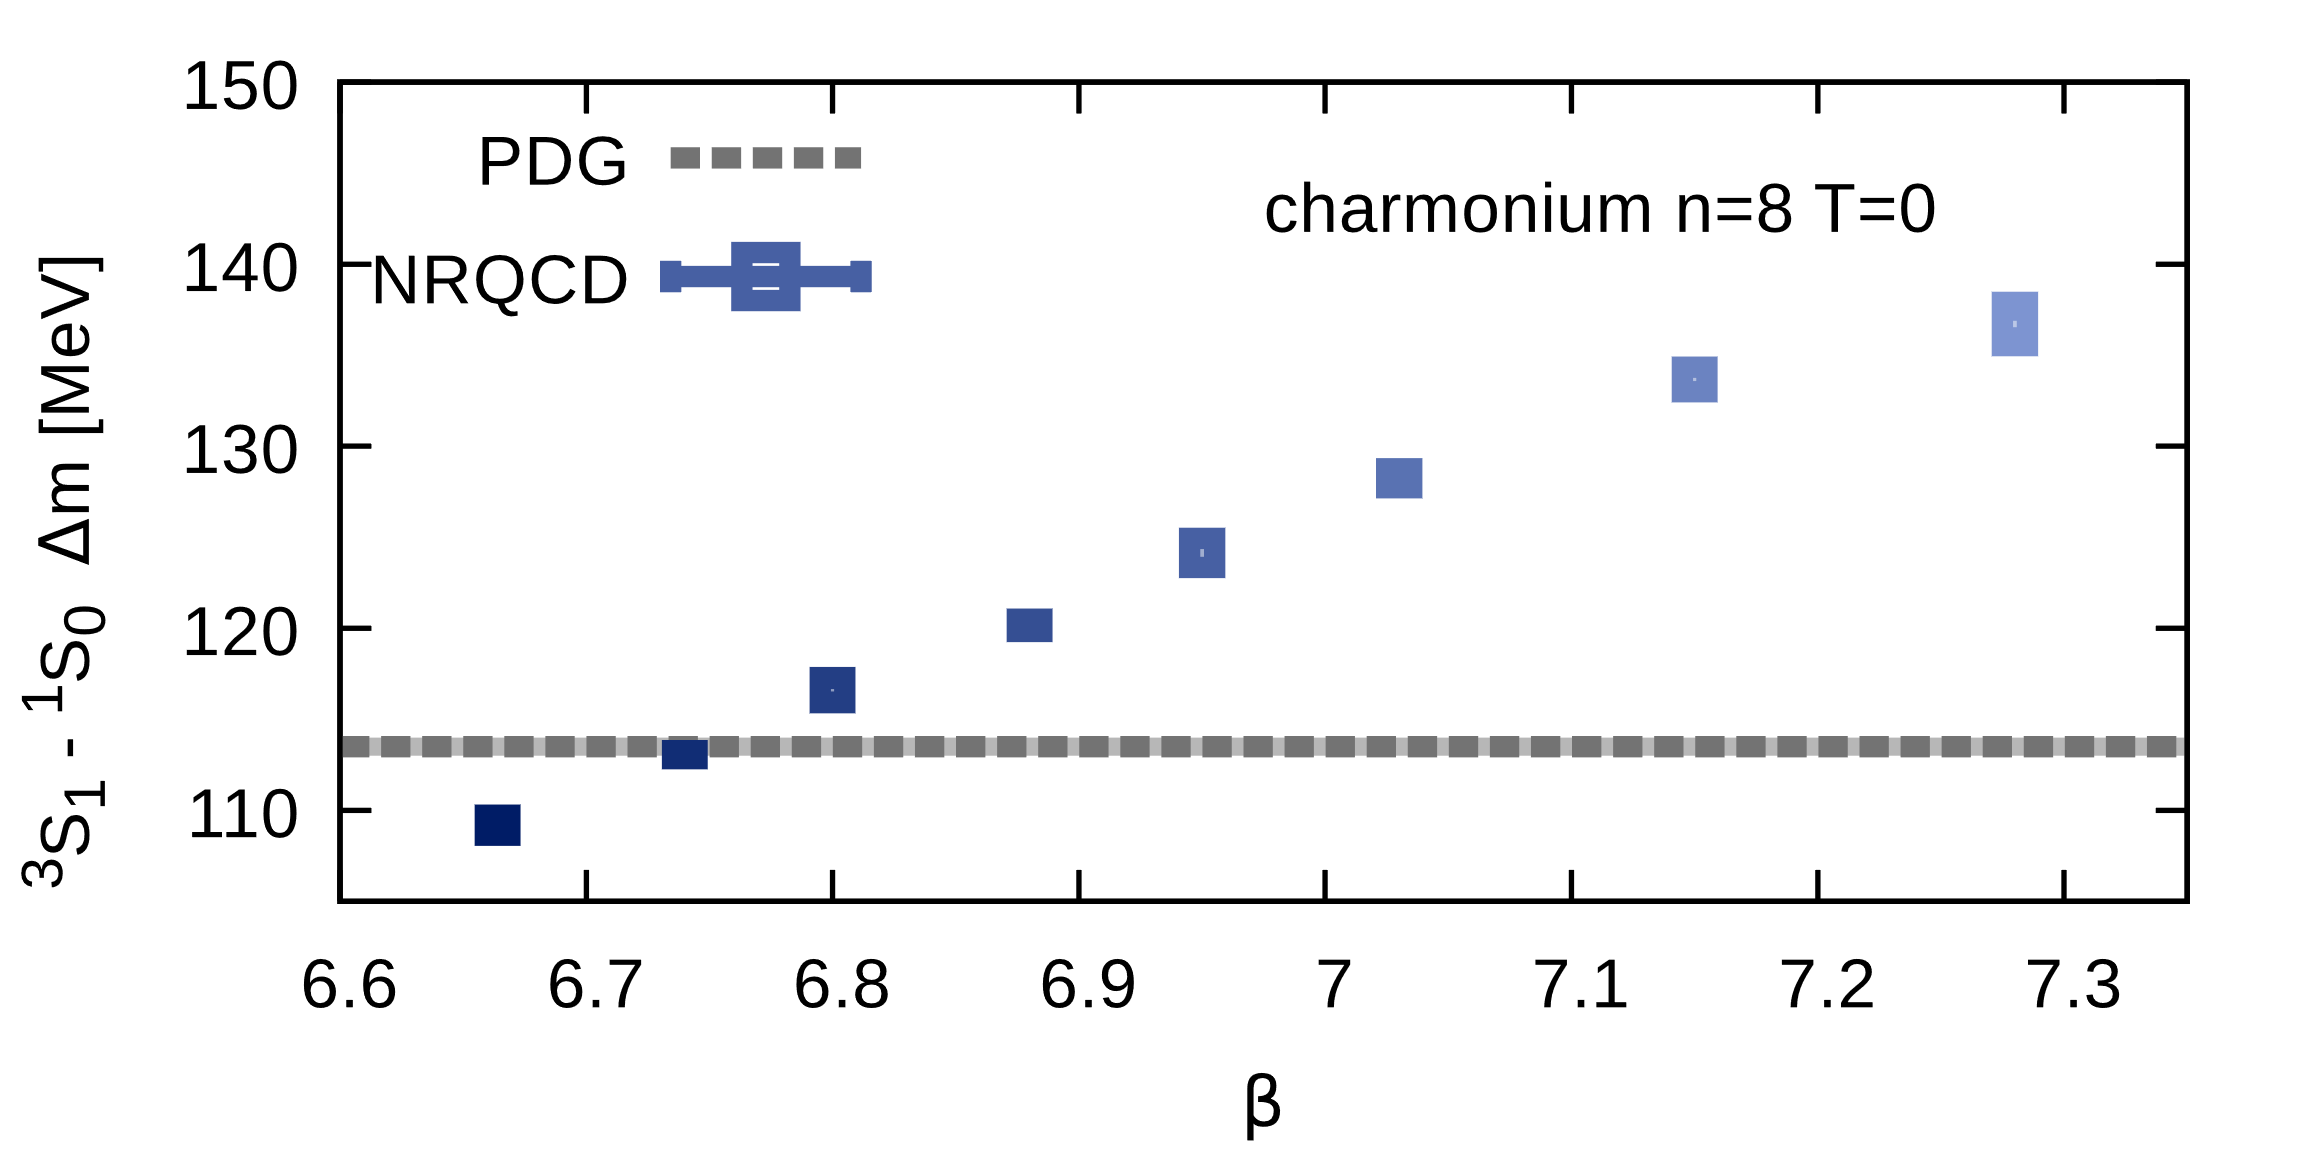 150
140
130
120
110
³S₁ - ¹S₀ Δm [MeV]
PDG
NRQCD
charmonium n=8 T=0
6.6 6.7 6.8 6.9 7 7.1 7.2 7.3
β